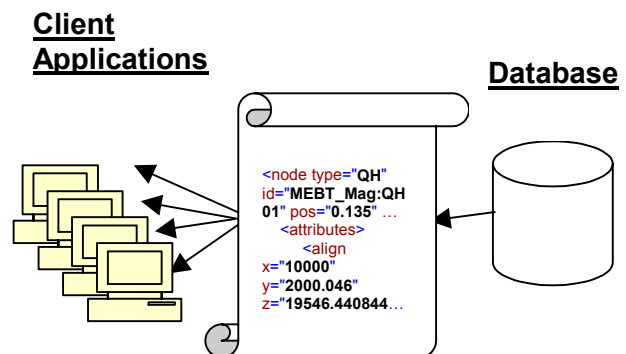 Client
Applications
Database
<node type="QH"
id="MEBT_Mag:QH
01" pos="0.135" …
<attributes>
<align
x="10000"
y="2000.046"
z="19546.440844…